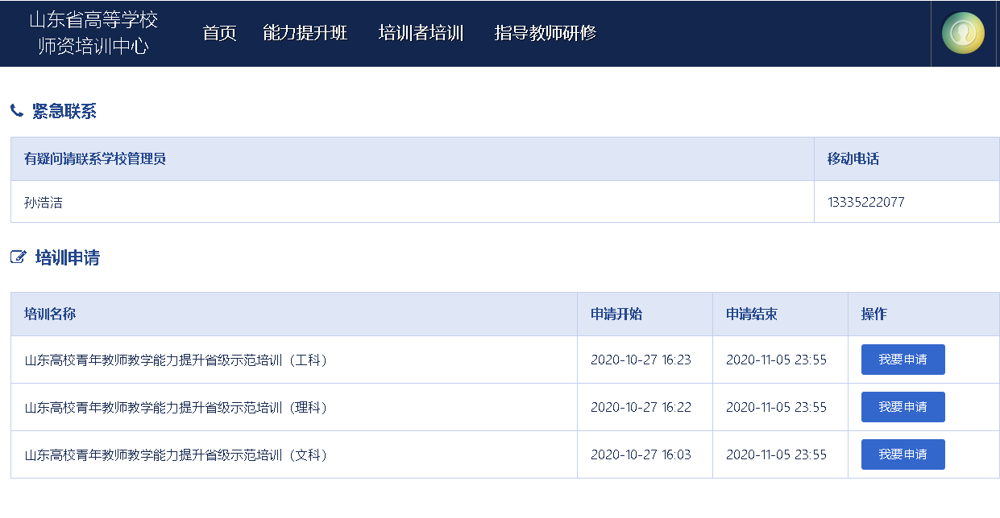 山东省高等学校
师资培训中心
首页 能力提升班 培训者培训 指导教师研修
紧急联系
有疑问请联系学校管理员 移动电话
孙浩洁 13335222077
培训申请
培训名称 申请开始 申请结束 操作
山东高校青年教师教学能力提升省级示范培训（工科） 2020-10-27 16:23 2020-11-05 23:55 我要申请
山东高校青年教师教学能力提升省级示范培训（理科） 2020-10-27 16:22 2020-11-05 23:55 我要申请
山东高校青年教师教学能力提升省级示范培训（文科） 2020-10-27 16:03 2020-11-05 23:55 我要申请